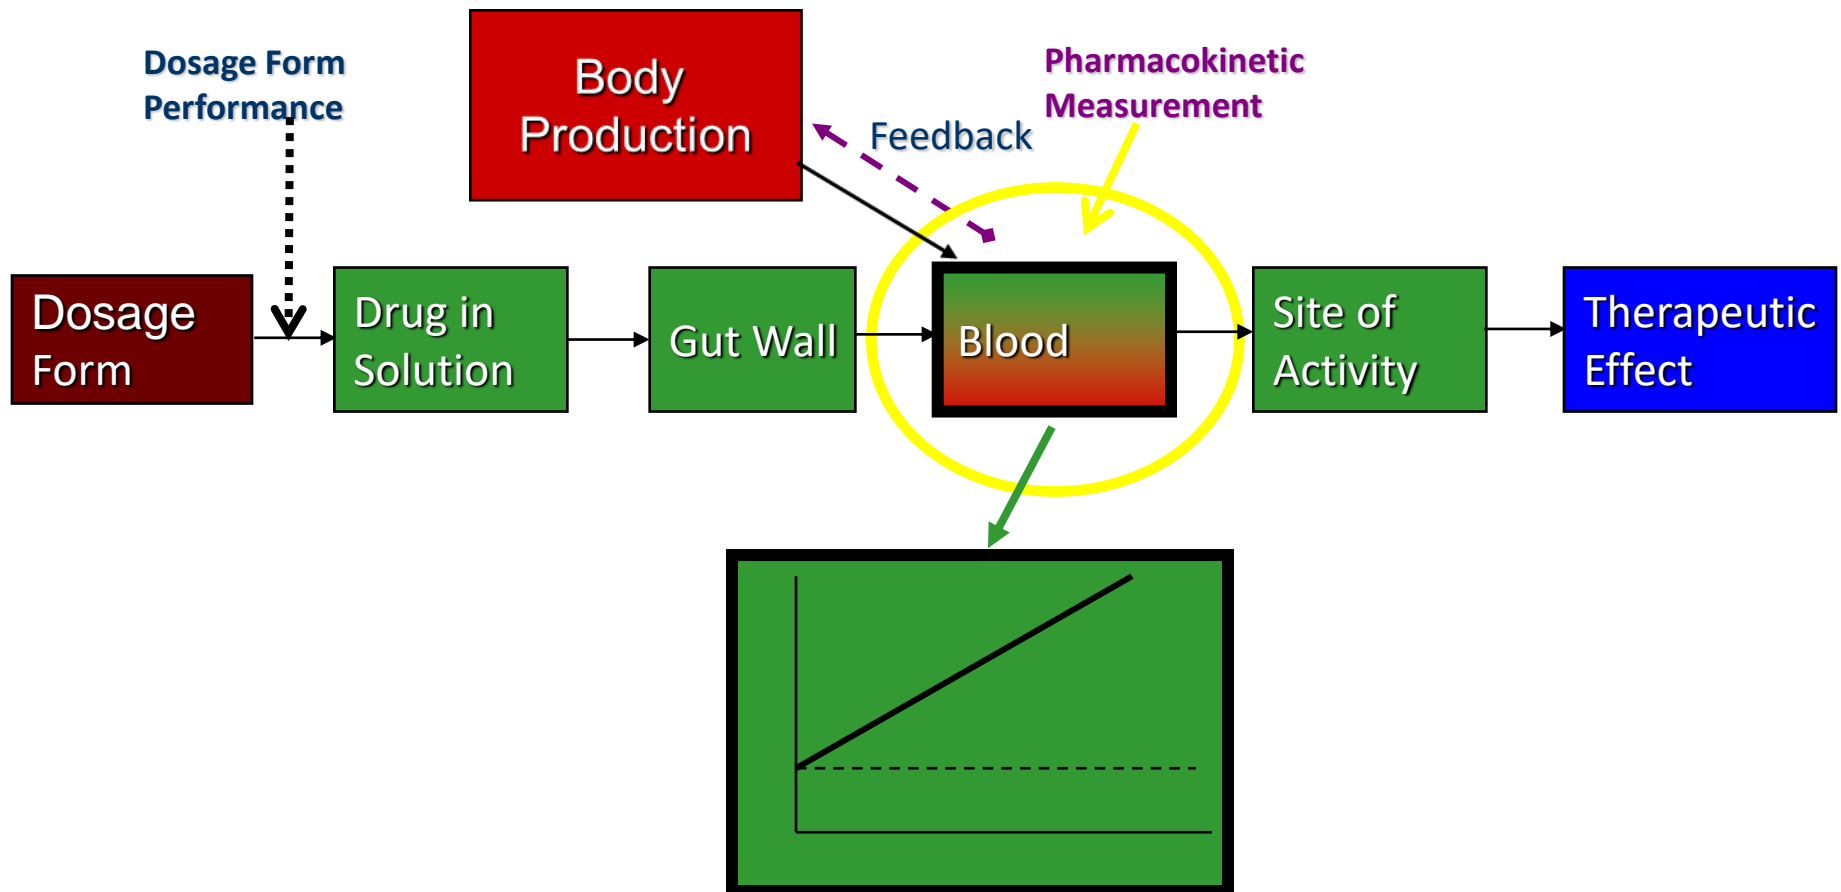 Dosage Form
Performance
Body
Production
Pharmacokinetic
Measurement
Feedback
Dosage
Form
Drug in
Solution
Gut Wall
Blood
Site of
Activity
Therapeutic
Effect